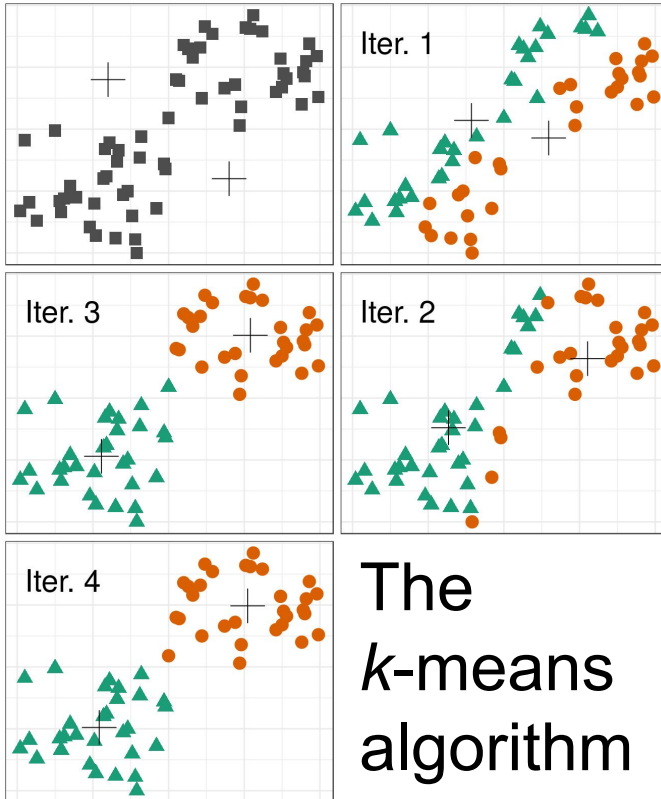 Iter. 1
Iter. 3
Iter. 2
Iter. 4
The
k-means
algorithm